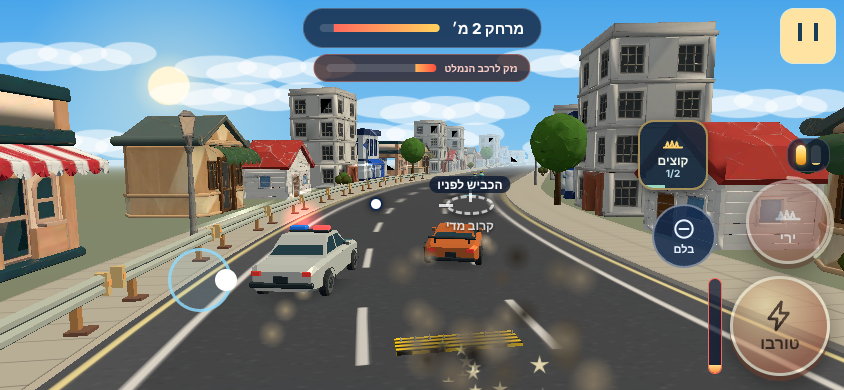 מרחק 2 מ׳
נזק לרכב הנמלט
קוצים
1/2
הכביש לפניו
קרוב מדי
ירי
בלם
טורבו